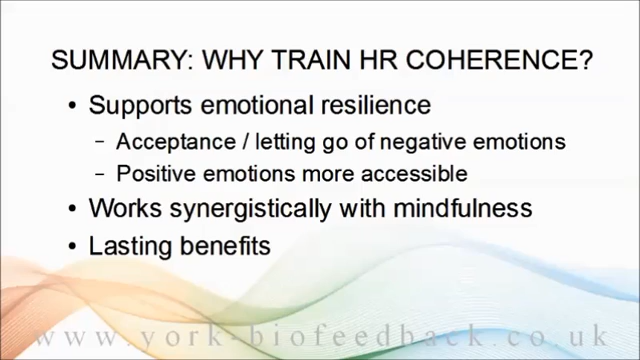 SUMMARY: WHY TRAIN HR COHERENCE?
• Supports emotional resilience
– Acceptance / letting go of negative emotions
– Positive emotions more accessible
• Works synergistically with mindfulness
• Lasting benefits
www.york-biofeedback.co.uk